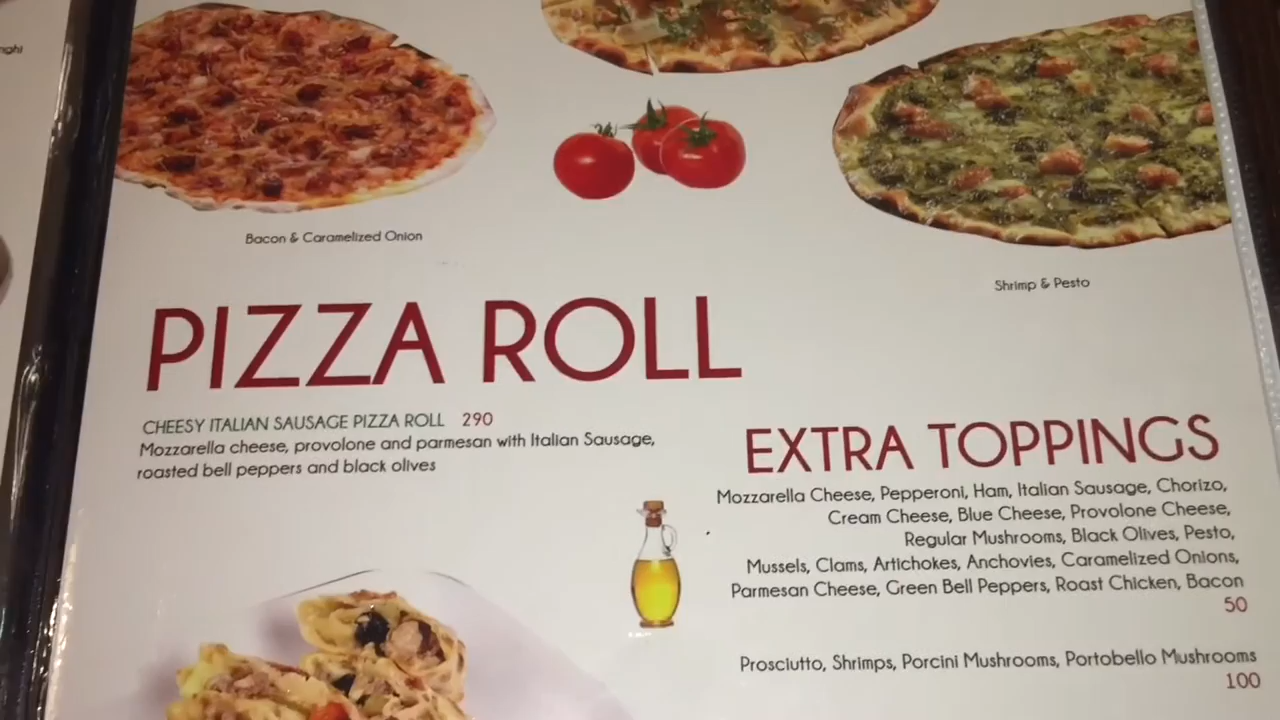 Bacon & Caramelized Onion
Shrimp & Pesto
PIZZA ROLL
CHEESY ITALIAN SAUSAGE PIZZA ROLL 290
Mozzarella cheese, provolone and parmesan with Italian Sausage,
roasted bell peppers and black olives
EXTRA TOPPINGS
Mozzarella Cheese, Pepperoni, Ham, Italian Sausage, Chorizo,
Cream Cheese, Blue Cheese, Provolone Cheese,
Regular Mushrooms, Black Olives, Pesto,
Mussels, Clams, Artichokes, Anchovies, Caramelized Onions,
Parmesan Cheese, Green Bell Peppers, Roast Chicken, Bacon
50
Prosciutto, Shrimps, Porcini Mushrooms, Portobello Mushrooms
100